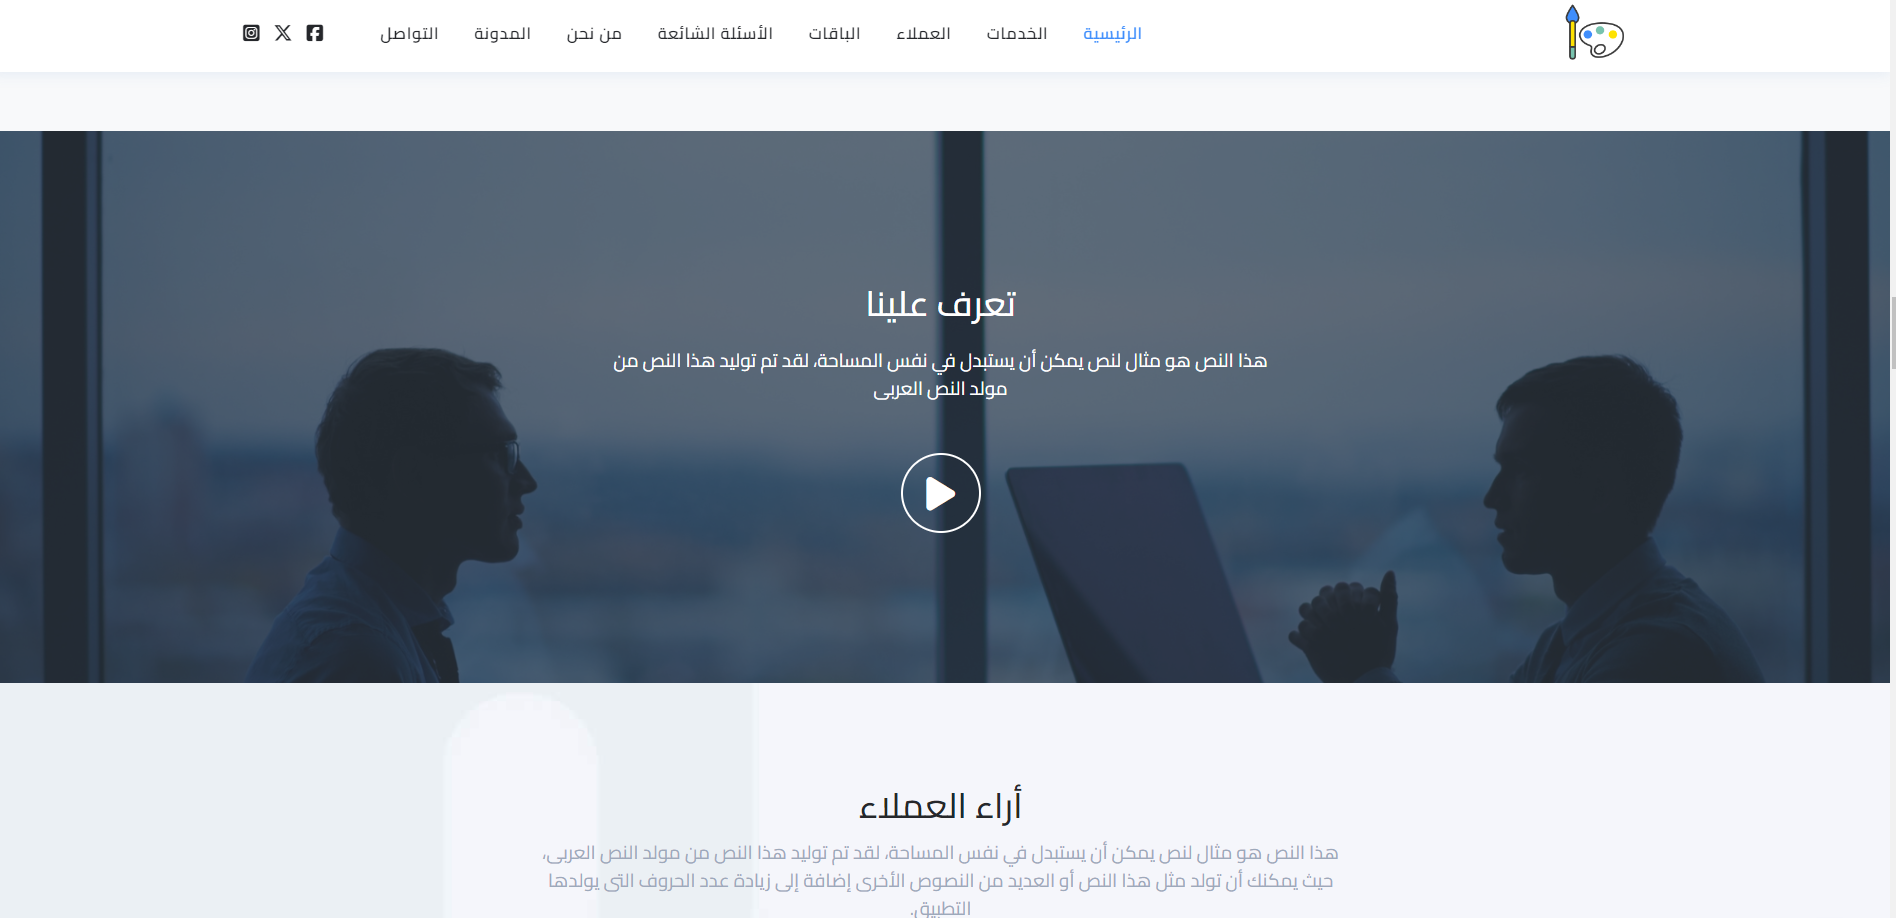 الرئيسية الخدمات العملاء الباقات الأسئلة الشائعة من نحن المدونة التواصل
تعرف علينا
هذا النص هو مثال لنص يمكن أن يستبدل في نفس المساحة، لقد تم توليد هذا النص من
مولد النص العربى
أراء العملاء
هذا النص هو مثال لنص يمكن أن يستبدل في نفس المساحة، لقد تم توليد هذا النص من مولد النص العربى،
حيث يمكنك أن تولد مثل هذا النص أو العديد من النصوص الأخرى إضافة إلى زيادة عدد الحروف التى يولدها
التطبيق.